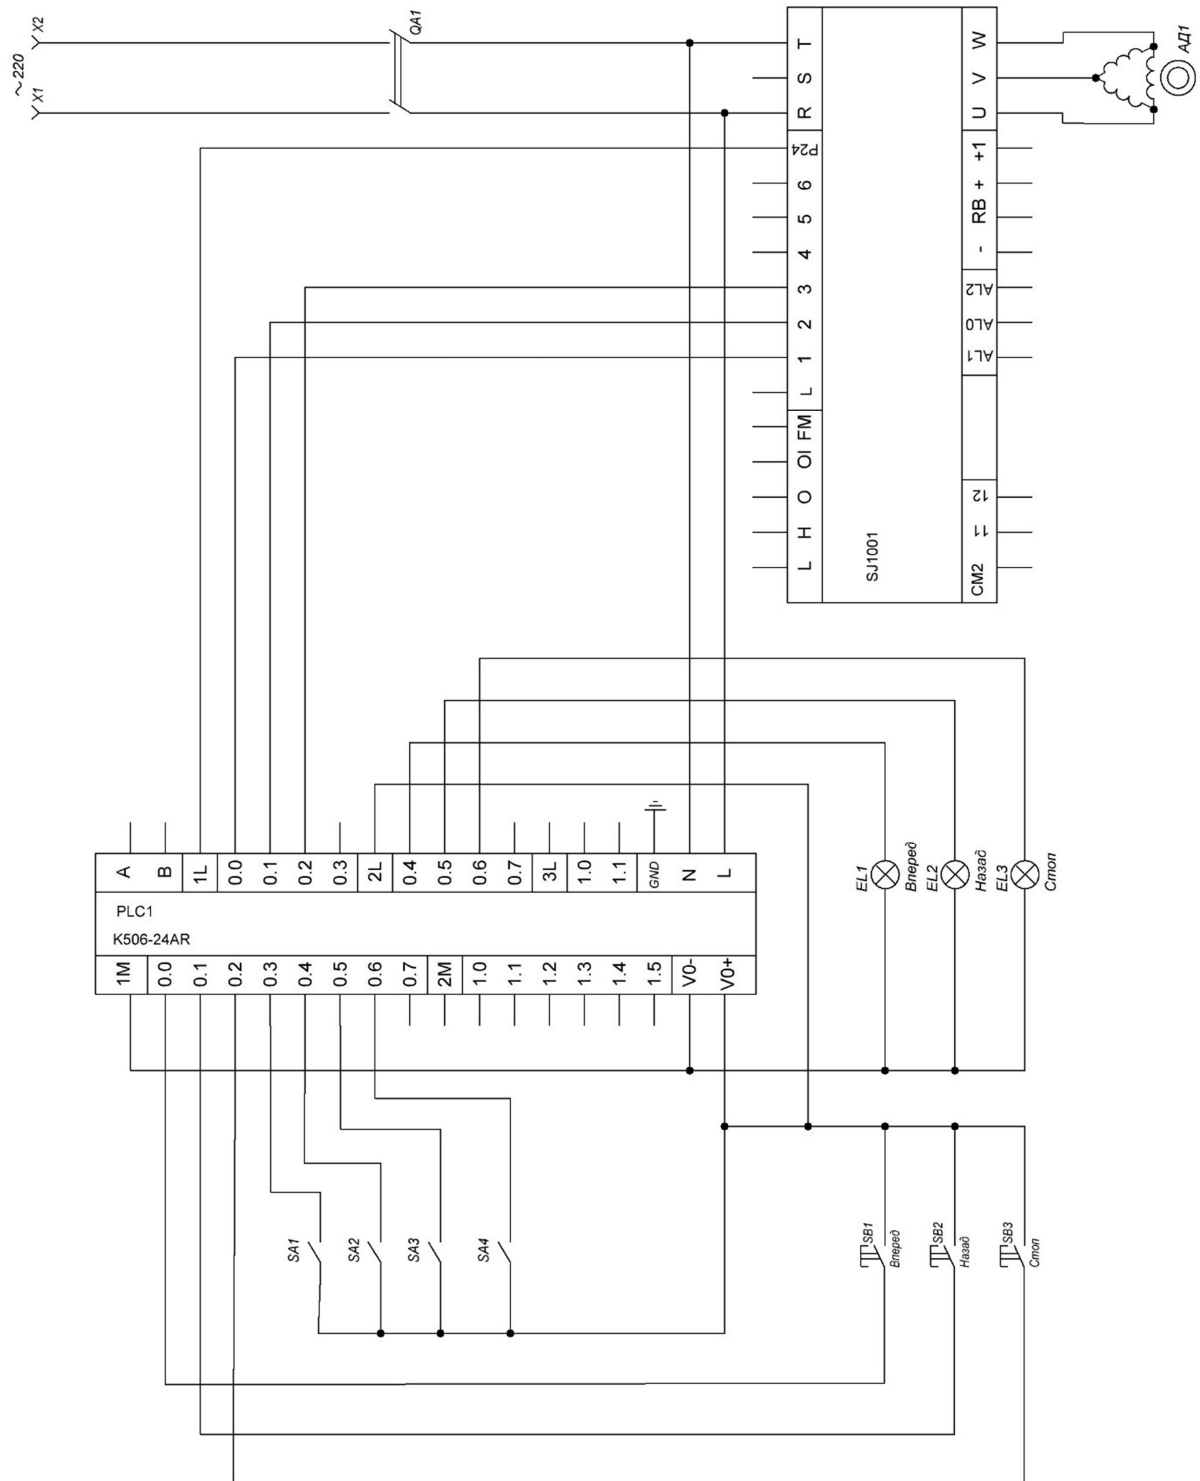 X2
~220
X1
QA1
T
S
R
P24
6
5
4
3
2
1
L
FM
OI
O
H
L
SJ1001
W
V
U
+1
+
RB
-
AL2
AL0
AL1
12
11
CM2
АД1
A
B
1L
0.0
0.1
0.2
0.3
2L
0.4
0.5
0.6
0.7
3L
1.0
1.1
GND
N
L
PLC1
K506-24AR
1M
0.0
0.1
0.2
0.3
0.4
0.5
0.6
0.7
2M
1.0
1.1
1.2
1.3
1.4
1.5
V0-
V0+
EL1
Вперед
EL2
Назад
EL3
Стоп
SA1
SA2
SA3
SA4
SB1
Вперед
SB2
Назад
SB3
Стоп